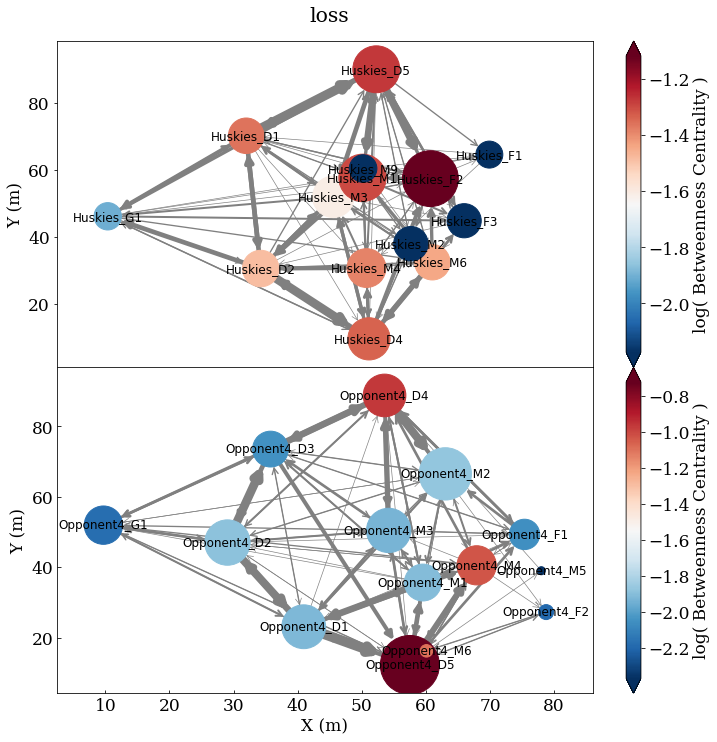 loss
Huskies_D5
Huskies_D1
Huskies_F1
Huskies_M9
Huskies_M1
Huskies_F2
Huskies_M3
Huskies_G1
Huskies_F3
Huskies_M2
Huskies_M6
Huskies_M4
Huskies_D2
Huskies_D4
80
60
40
20
Y (m)
−1.2
−1.4
−1.6
−1.8
−2.0
log( Betweenness Centrality )
Opponent4_D4
Opponent4_D3
Opponent4_M2
Opponent4_G1
Opponent4_M3
Opponent4_F1
Opponent4_D2
Opponent4_M4
Opponent4_M5
Opponent4_M1
Opponent4_F2
Opponent4_D1
Opponent4_M6
Opponent4_D5
80
60
40
20
Y (m)
10 20 30 40 50 60 70 80
X (m)
−0.8
−1.0
−1.2
−1.4
−1.6
−1.8
−2.0
−2.2
log( Betweenness Centrality )